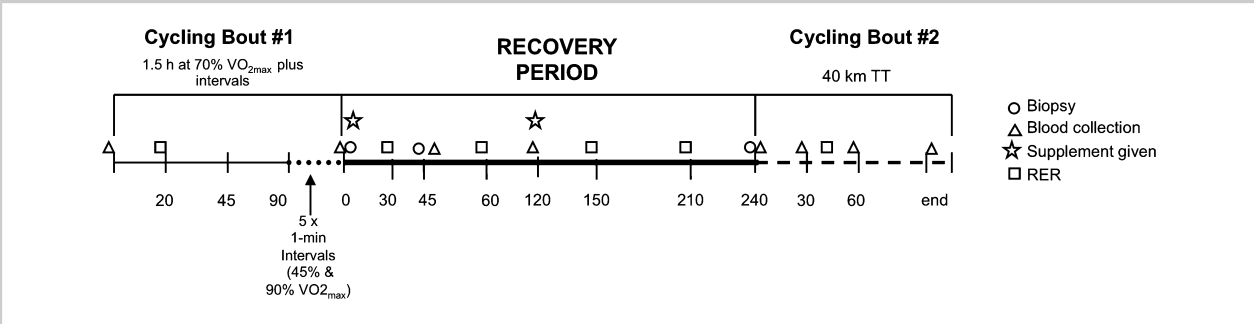 Cycling Bout #1
1.5 h at 70% VO2max plus
intervals
RECOVERY
PERIOD
Cycling Bout #2
40 km TT
Biopsy
Blood collection
Supplement given
RER
20 45 90 0 30 45 60 120 150 210 240 30 60 end
5 x
1-min
Intervals
(45% &
90% VO2max)